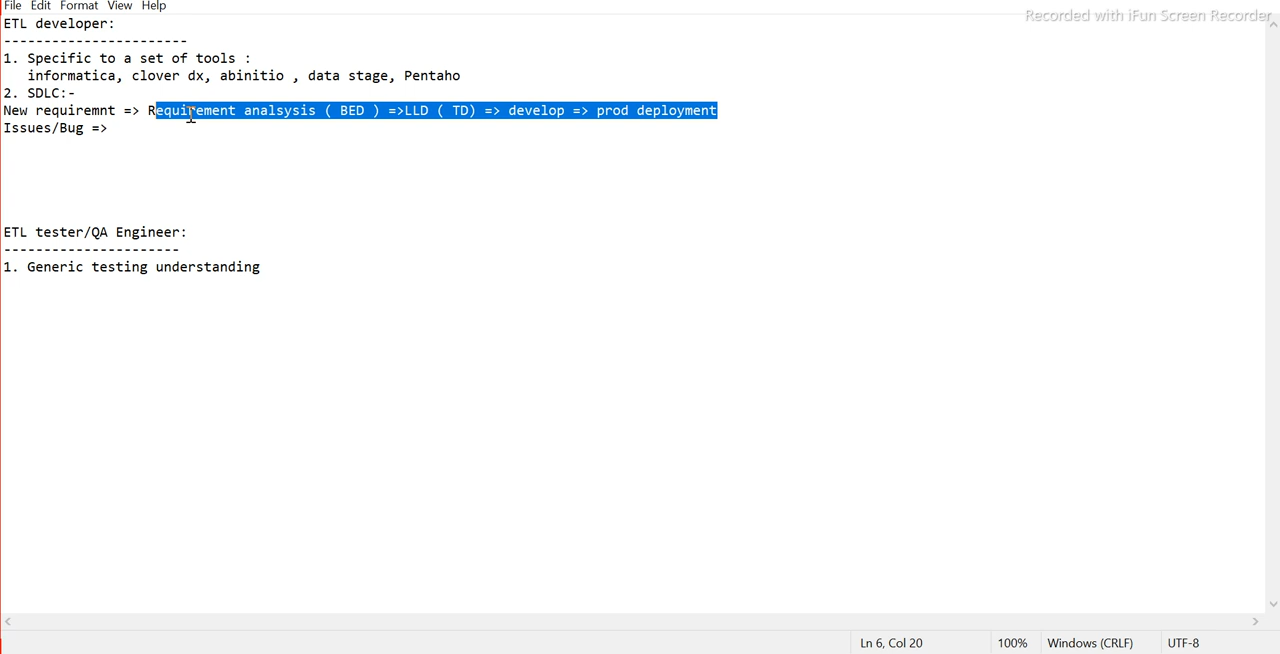 File Edit Format View Help
Recorded with iFun Screen Recorder
ETL developer:
-----------------------
1. Specific to a set of tools :
informatica, clover dx, abinitio , data stage, Pentaho
2. SDLC:-
New requiremnt => Requirement analsysis ( BED ) =>LLD ( TD) => develop => prod deployment
Issues/Bug =>
ETL tester/QA Engineer:
----------------------
1. Generic testing understanding
Ln 6, Col 20 100% Windows (CRLF) UTF-8